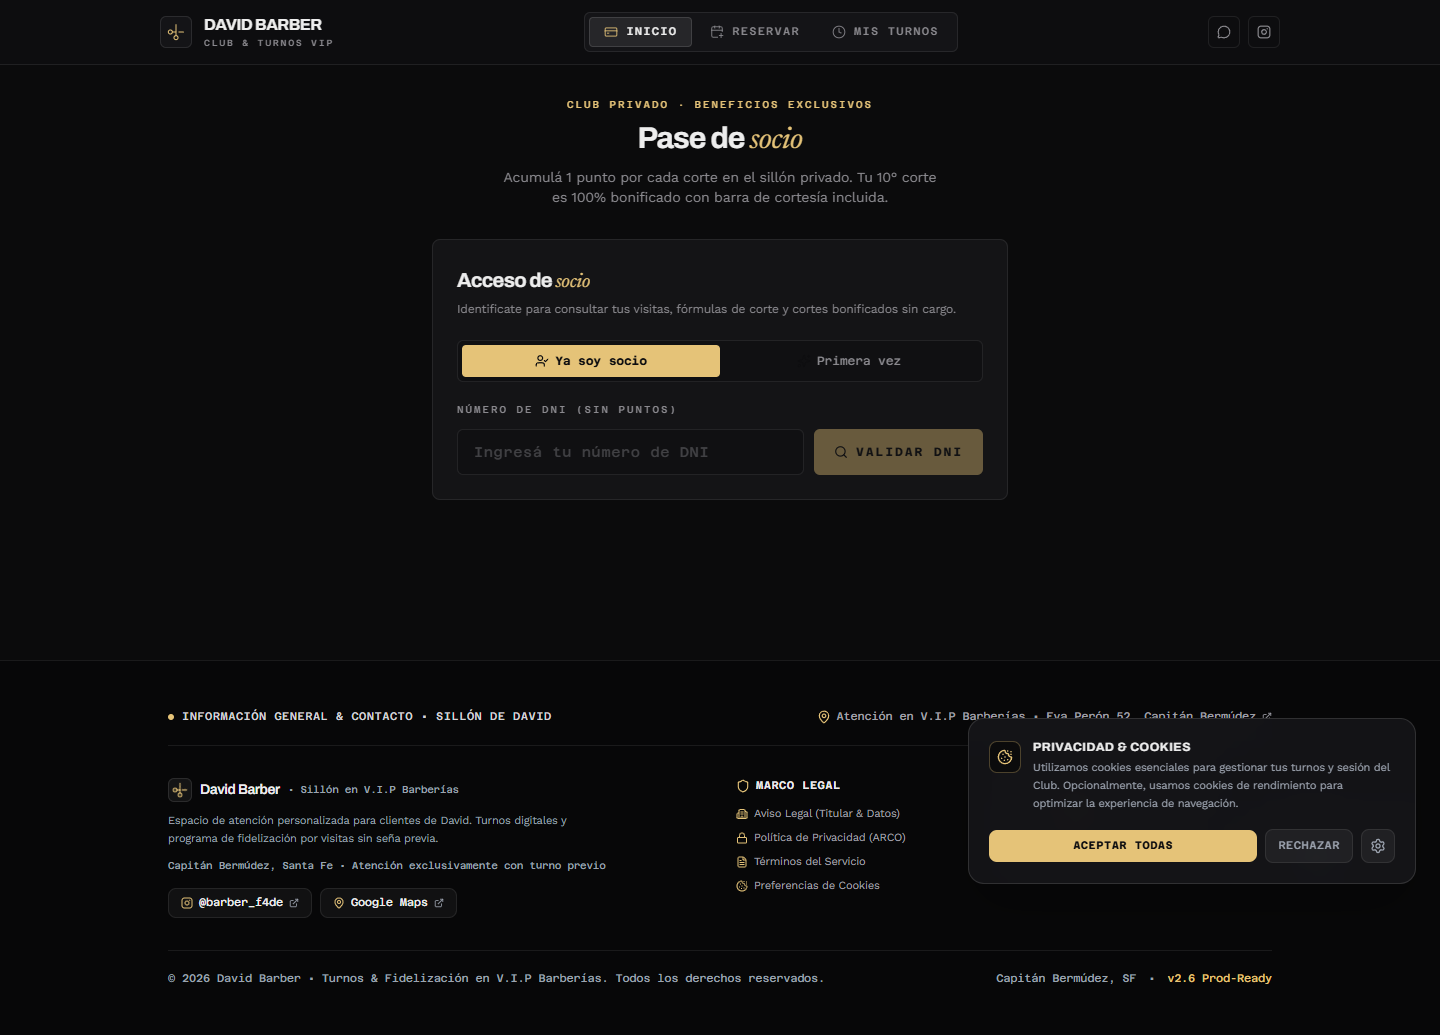 DAVID BARBER
CLUB & TURNOS VIP
INICIO
RESERVAR
MIS TURNOS
CLUB PRIVADO · BENEFICIOS EXCLUSIVOS
Pase de socio
Acumulá 1 punto por cada corte en el sillón privado. Tu 10° corte
es 100% bonificado con barra de cortesía incluida.
Acceso de socio
Identificate para consultar tus visitas, fórmulas de corte y cortes bonificados sin cargo.
Ya soy socio
Primera vez
NÚMERO DE DNI (SIN PUNTOS)
Ingresá tu número de DNI
VALIDAR DNI
INFORMACIÓN GENERAL & CONTACTO • SILLÓN DE DAVID
Atención en V.I.P Barberías • Eva Perón 52, Capitán Bermúdez
David Barber · Sillón en V.I.P Barberías
Espacio de atención personalizada para clientes de David. Turnos digitales y
programa de fidelización por visitas sin seña previa.
Capitán Bermúdez, Santa Fe • Atención exclusivamente con turno previo
@barber_f4de
Google Maps
MARCO LEGAL
Aviso Legal (Titular & Datos)
Política de Privacidad (ARCO)
Términos del Servicio
Preferencias de Cookies
PRIVACIDAD & COOKIES
Utilizamos cookies esenciales para gestionar tus turnos y sesión del
Club. Opcionalmente, usamos cookies de rendimiento para
optimizar la experiencia de navegación.
ACEPTAR TODAS
RECHAZAR
© 2026 David Barber • Turnos & Fidelización en V.I.P Barberías. Todos los derechos reservados.
Capitán Bermúdez, SF • v2.6 Prod-Ready